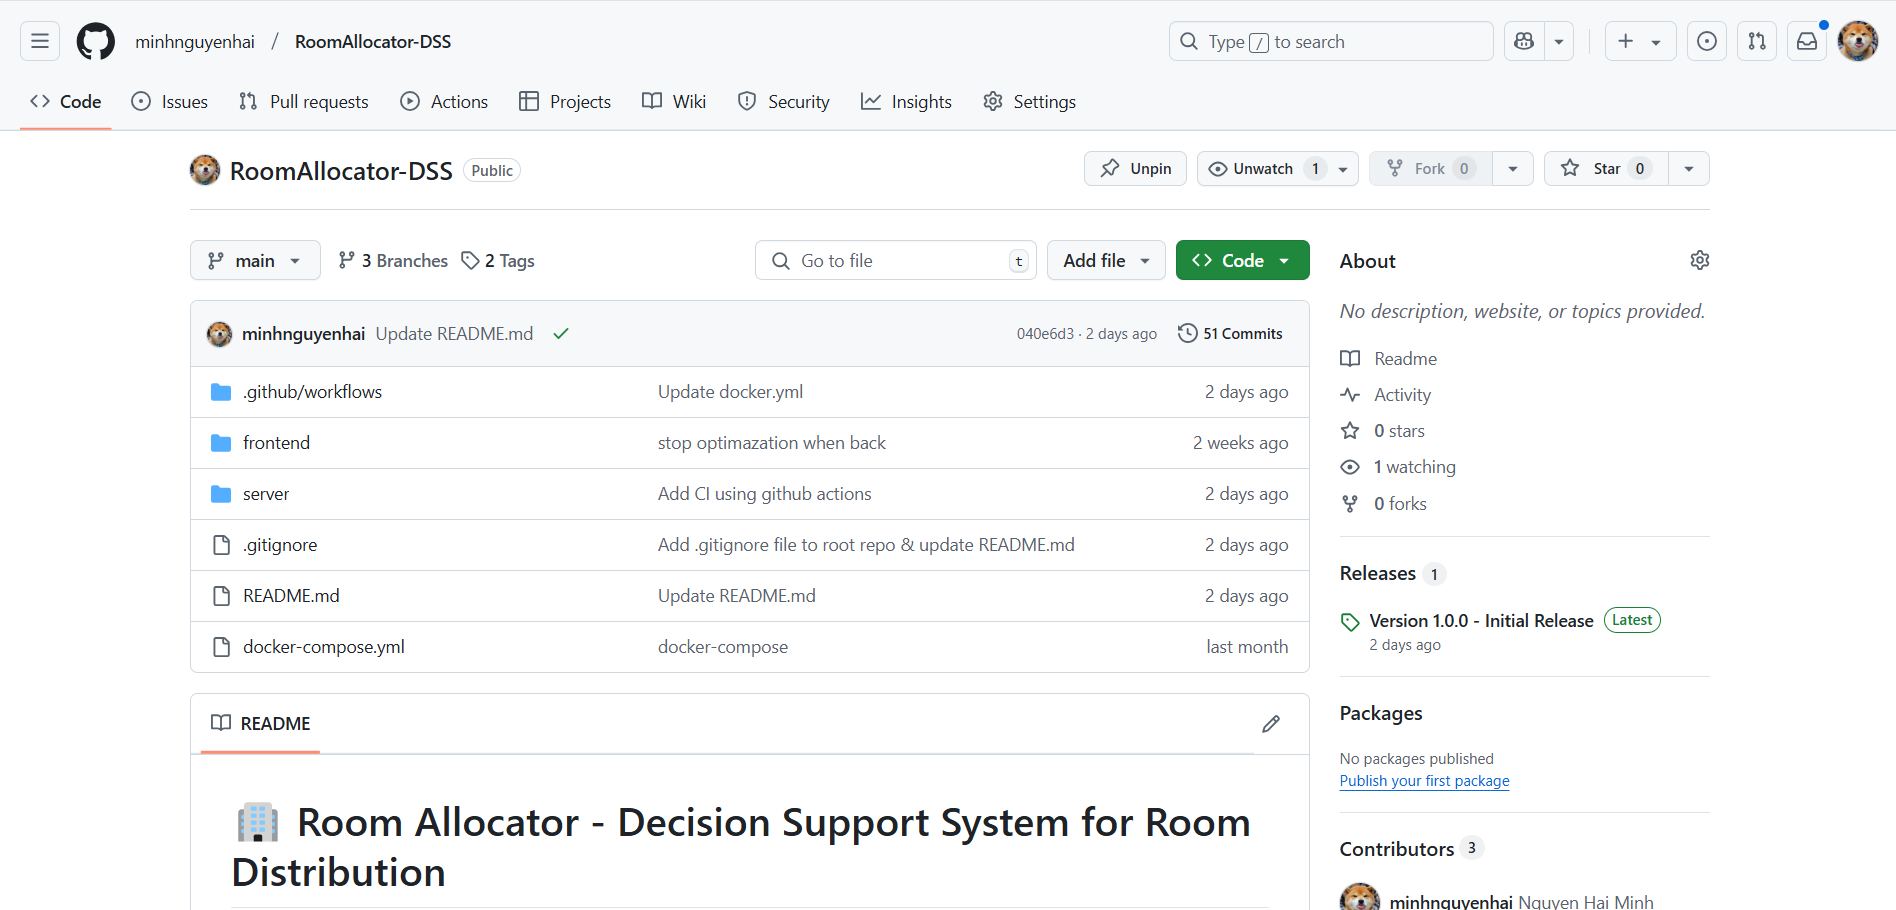 minhnguyenhai / RoomAllocator-DSS
Type / to search
Code Issues Pull requests Actions Projects Wiki Security Insights Settings
RoomAllocator-DSS Public
Unpin Unwatch 1 Fork 0 Star 0
main 3 Branches 2 Tags
Go to file t Add file Code
minhnguyenhai Update README.md 040e6d3 · 2 days ago 51 Commits
.github/workflows Update docker.yml 2 days ago
frontend stop optimazation when back 2 weeks ago
server Add CI using github actions 2 days ago
.gitignore Add .gitignore file to root repo & update README.md 2 days ago
README.md Update README.md 2 days ago
docker-compose.yml docker-compose last month
README
Room Allocator - Decision Support System for Room
Distribution
About
No description, website, or topics provided.
Readme
Activity
0 stars
1 watching
0 forks
Releases 1
Version 1.0.0 - Initial Release Latest
2 days ago
Packages
No packages published
Publish your first package
Contributors 3
minhnguyenhai Nguyen Hai Minh